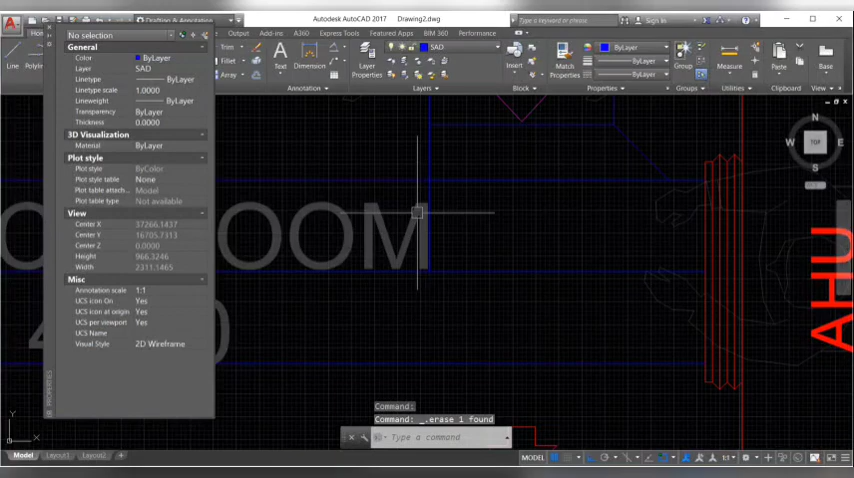 Drafting & Annotation
Autodesk AutoCAD 2017 Drawing2.dwg
Type a keyword or phrase
Sign In
Output
Add-ins
A360
Express Tools
Featured Apps
BIM 360
Performance
Line
Trim
Fillet
Array
Text
Dimension
Annotation
Layer
Properties
SAD
Layers
Insert
Block
Match
Properties
ByLayer
ByLayer
ByLayer
Properties
Group
Groups
Measure
Utilities
Paste
Clipboard
Base
View
No selection
General
Color ByLayer
Layer SAD
Linetype ByLayer
Linetype scale 1.0000
Lineweight ByLayer
Transparency ByLayer
Thickness 0.0000
3D Visualization
Material ByLayer
Plot style
Plot style ByColor
Plot style table None
Plot table attach... Model
Plot table type Not available
View
Center X 37266.1437
Center Y 16705.7313
Center Z 0.0000
Height 966.3246
Width 2311.1465
Misc
Annotation scale 1:1
UCS icon On Yes
UCS icon at origin Yes
UCS per viewport Yes
UCS Name
Visual Style 2D Wireframe
PROPERTIES
OOM
AHU
N
W TOP E
S
Y
X
Command:
Command: _.erase 1 found
Type a command
Model Layout1 Layout2 +
MODEL
1:1